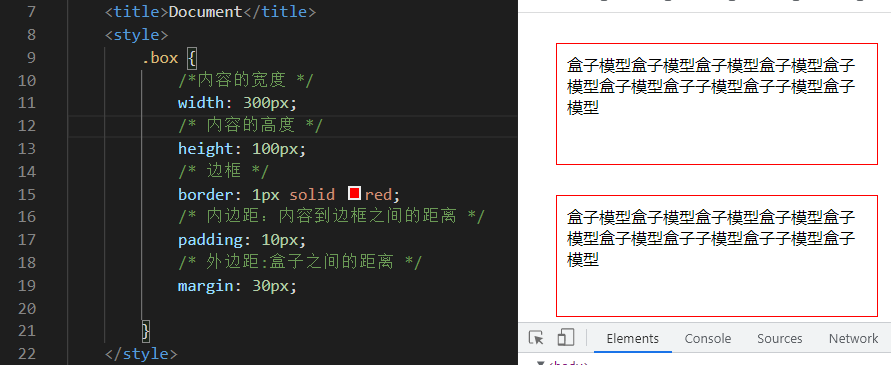 7 <title>Document</title>
8 <style>
9 .box {
10 /*内容的宽度 */
11 width: 300px;
12 /* 内容的高度 */
13 height: 100px;
14 /* 边框 */
15 border: 1px solid red;
16 /* 内边距：内容到边框之间的距离 */
17 padding: 10px;
18 /* 外边距:盒子之间的距离 */
19 margin: 30px;
20
21 }
22 </style>
盒子模型盒子模型盒子模型盒子模型盒子
模型盒子模型盒子子模型盒子子模型盒子
模型
盒子模型盒子模型盒子模型盒子模型盒子
模型盒子模型盒子子模型盒子子模型盒子
模型
Elements Console Sources Network
<body>